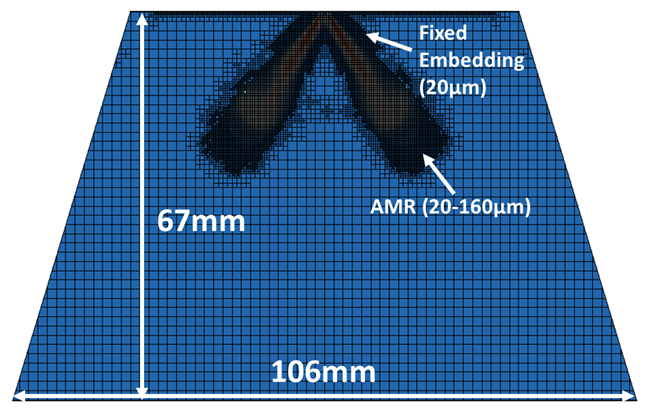 Fixed
Embedding
(20µm)
AMR (20-160µm)
67mm
106mm